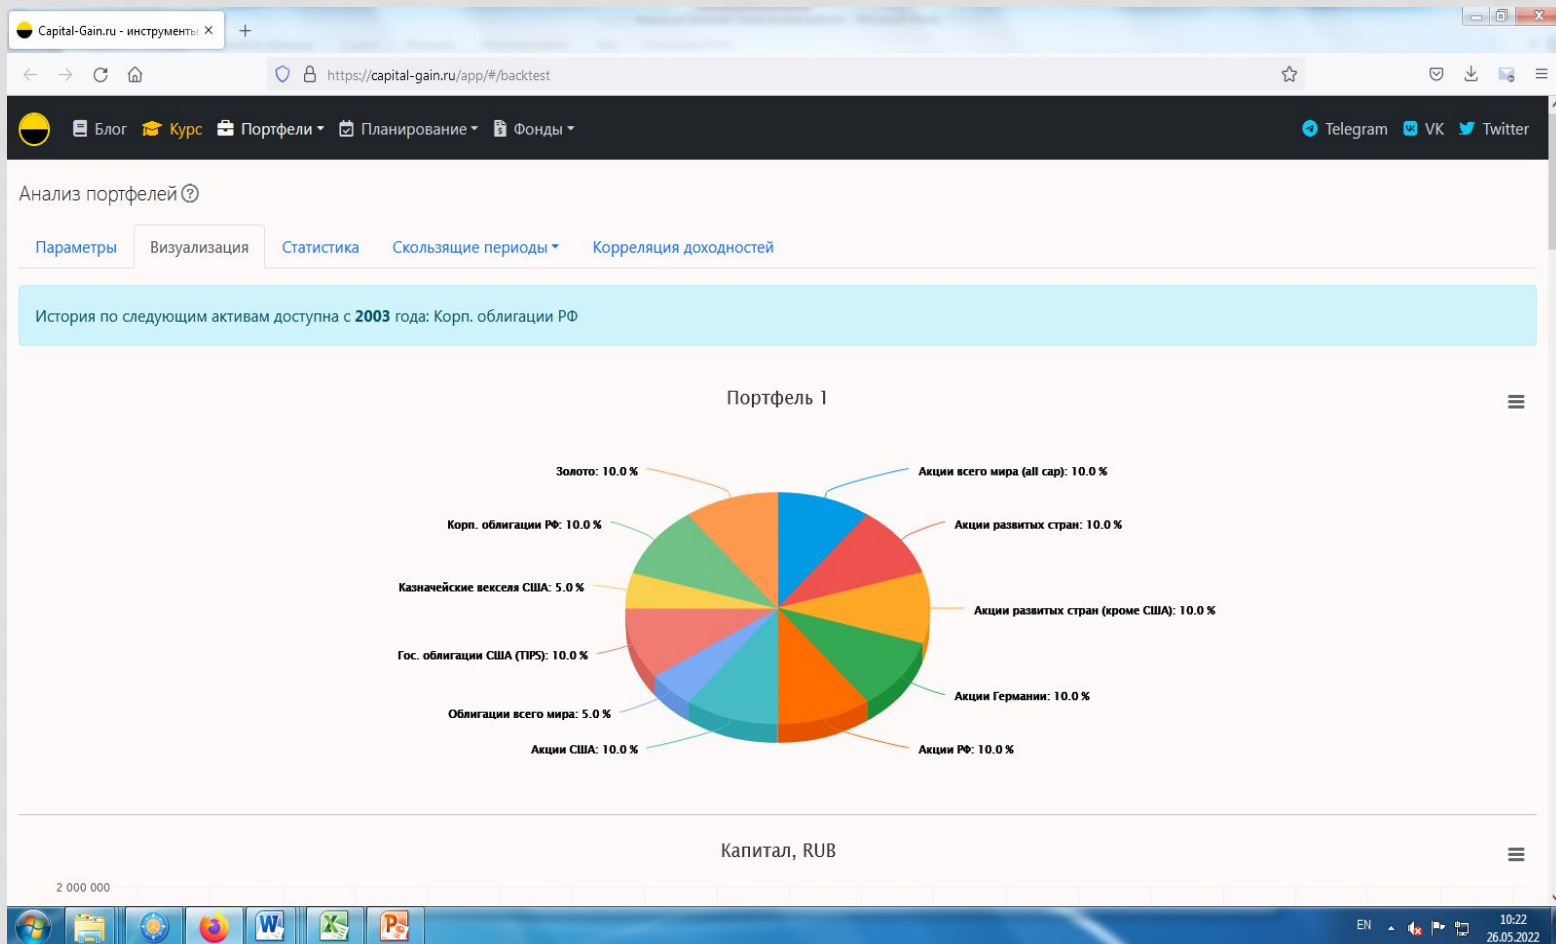 Capital-Gain.ru - инструменты
https://capital-gain.ru/app/#/backtest
Блог Курс Портфели Планирование Фонды Telegram VK Twitter
Анализ портфелей
Параметры Визуализация Статистика Скользящие периоды Корреляция доходностей
История по следующим активам доступна с 2003 года: Корп. облигации РФ
Портфель 1
Золото: 10.0 % Акции всего мира (all cap): 10.0 %
Корп. облигации РФ: 10.0 % Акции развитых стран: 10.0 %
Казначейские векселя США: 5.0 %
Акции развитых стран (кроме США): 10.0 %
Гос. облигации США (TIPS): 10.0 %
Акции Германии: 10.0 %
Облигации всего мира: 5.0 %
Акции США: 10.0 % Акции РФ: 10.0 %
Капитал, RUB
2 000 000
EN 10:22
26.05.2022